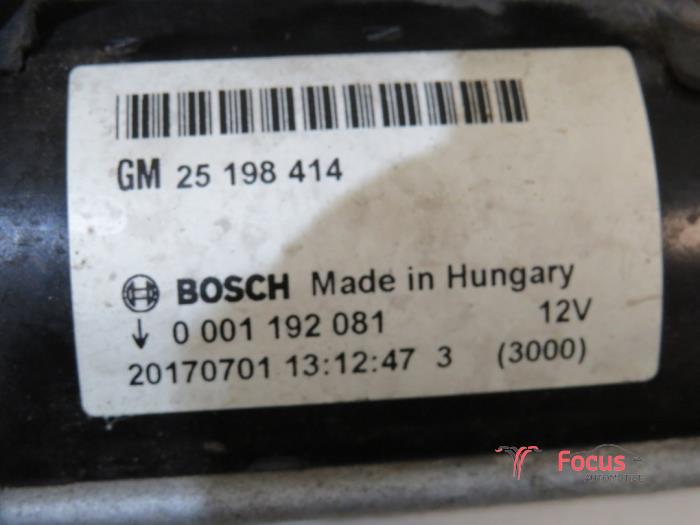 GM 25 198 414
BOSCH Made in Hungary
0 001 192 081 12V
20170701 13:12:47 3 (3000)
Focus
AUTOMOTIVE